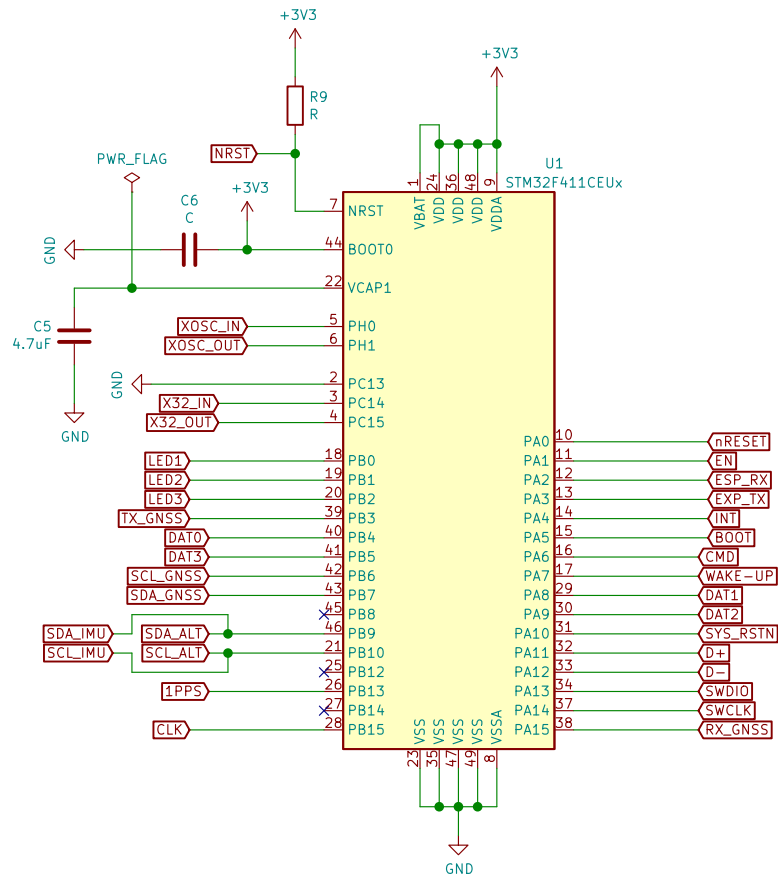 +3V3
R9
R
NRST
PWR_FLAG
+3V3
C6
C
+3V3
GND
C5
4.7uF
GND
U1
STM32F411CEUx
1 VBAT
24 VDD
36 VDD
48 VDD
9 VDDA
7 NRST
44 BOOT0
22 VCAP1
XOSC_IN 5 PH0
XOSC_OUT 6 PH1
GND 2 PC13
X32_IN 3 PC14
X32_OUT 4 PC15
LED1 18 PB0
LED2 19 PB1
LED3 20 PB2
TX_GNSS 39 PB3
DAT0 40 PB4
DAT3 41 PB5
SCL_GNSS 42 PB6
SDA_GNSS 43 PB7
45 PB8
SDA_IMU SDA_ALT 46 PB9
SCL_IMU SCL_ALT 21 PB10
25 PB12
1PPS 26 PB13
27 PB14
CLK 28 PB15
PA0 10 nRESET
PA1 11 EN
PA2 12 ESP_RX
PA3 13 EXP_TX
PA4 14 INT
PA5 15 BOOT
PA6 16 CMD
PA7 17 WAKE-UP
PA8 29 DAT1
PA9 30 DAT2
PA10 31 SYS_RSTN
PA11 32 D+
PA12 33 D-
PA13 34 SWDIO
PA14 37 SWCLK
PA15 38 RX_GNSS
23 VSS
35 VSS
47 VSS
49 VSS
8 VSSA
GND